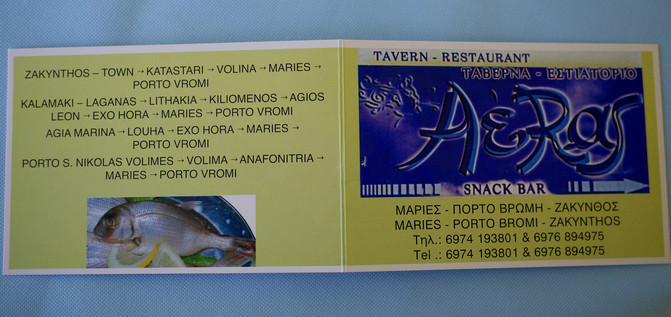 ZAKYNTHOS – TOWN → KATASTARI → VOLINA → MARIES →
PORTO VROMI
KALAMAKI – LAGANAS → LITHAKIA → KILIOMENOS → AGIOS
LEON → EXO HORA → MARIES → PORTO VROMI
AGIA MARINA → LOUHA → EXO HORA → MARIES →
PORTO VROMI
PORTO S. NIKOLAS VOLIMES → VOLIMA → ANAFONITRIA →
MARIES → PORTO VROMI
TAVERN - RESTAURANT
ΤΑΒΕΡΝΑ - ΕΣΤΙΑΤΟΡΙΟ
AèRas
SNACK BAR
ΜΑΡΙΕΣ - ΠΟΡΤΟ ΒΡΩΜΗ - ΖΑΚΥΝΘΟΣ
MARIES - PORTO BROMI - ZAKYNTHOS
Τηλ.: 6974 193801 & 6976 894975
Tel .: 6974 193801 & 6976 894975